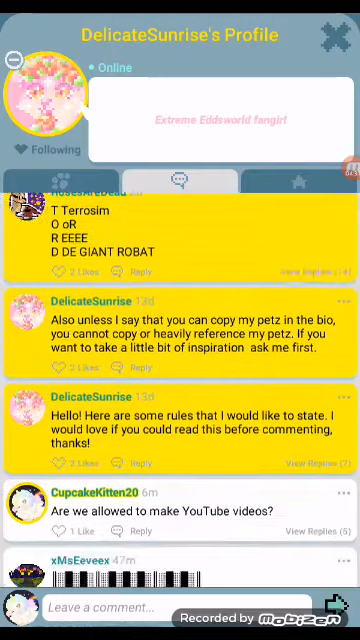 DelicateSunrise's Profile
Online
Extreme Eddsworld fangirl
Following
RosesAreDead
T Terrosim
O oR
R EEEE
D DE GIANT ROBAT
2 Likes Reply View Replies (14)
DelicateSunrise 13d
Also unless I say that you can copy my petz in the bio,
you cannot copy or heavily reference my petz. If you
want to take a little bit of inspiration ask me first.
2 Likes Reply
DelicateSunrise 13d
Hello! Here are some rules that I would like to state. I
would love if you could read this before commenting,
thanks!
2 Likes Reply View Replies (7)
CupcakeKitten20 6m
Are we allowed to make YouTube videos?
1 Like Reply View Replies (5)
xMsEeveex 47m
Leave a comment...
Recorded by Mobizen